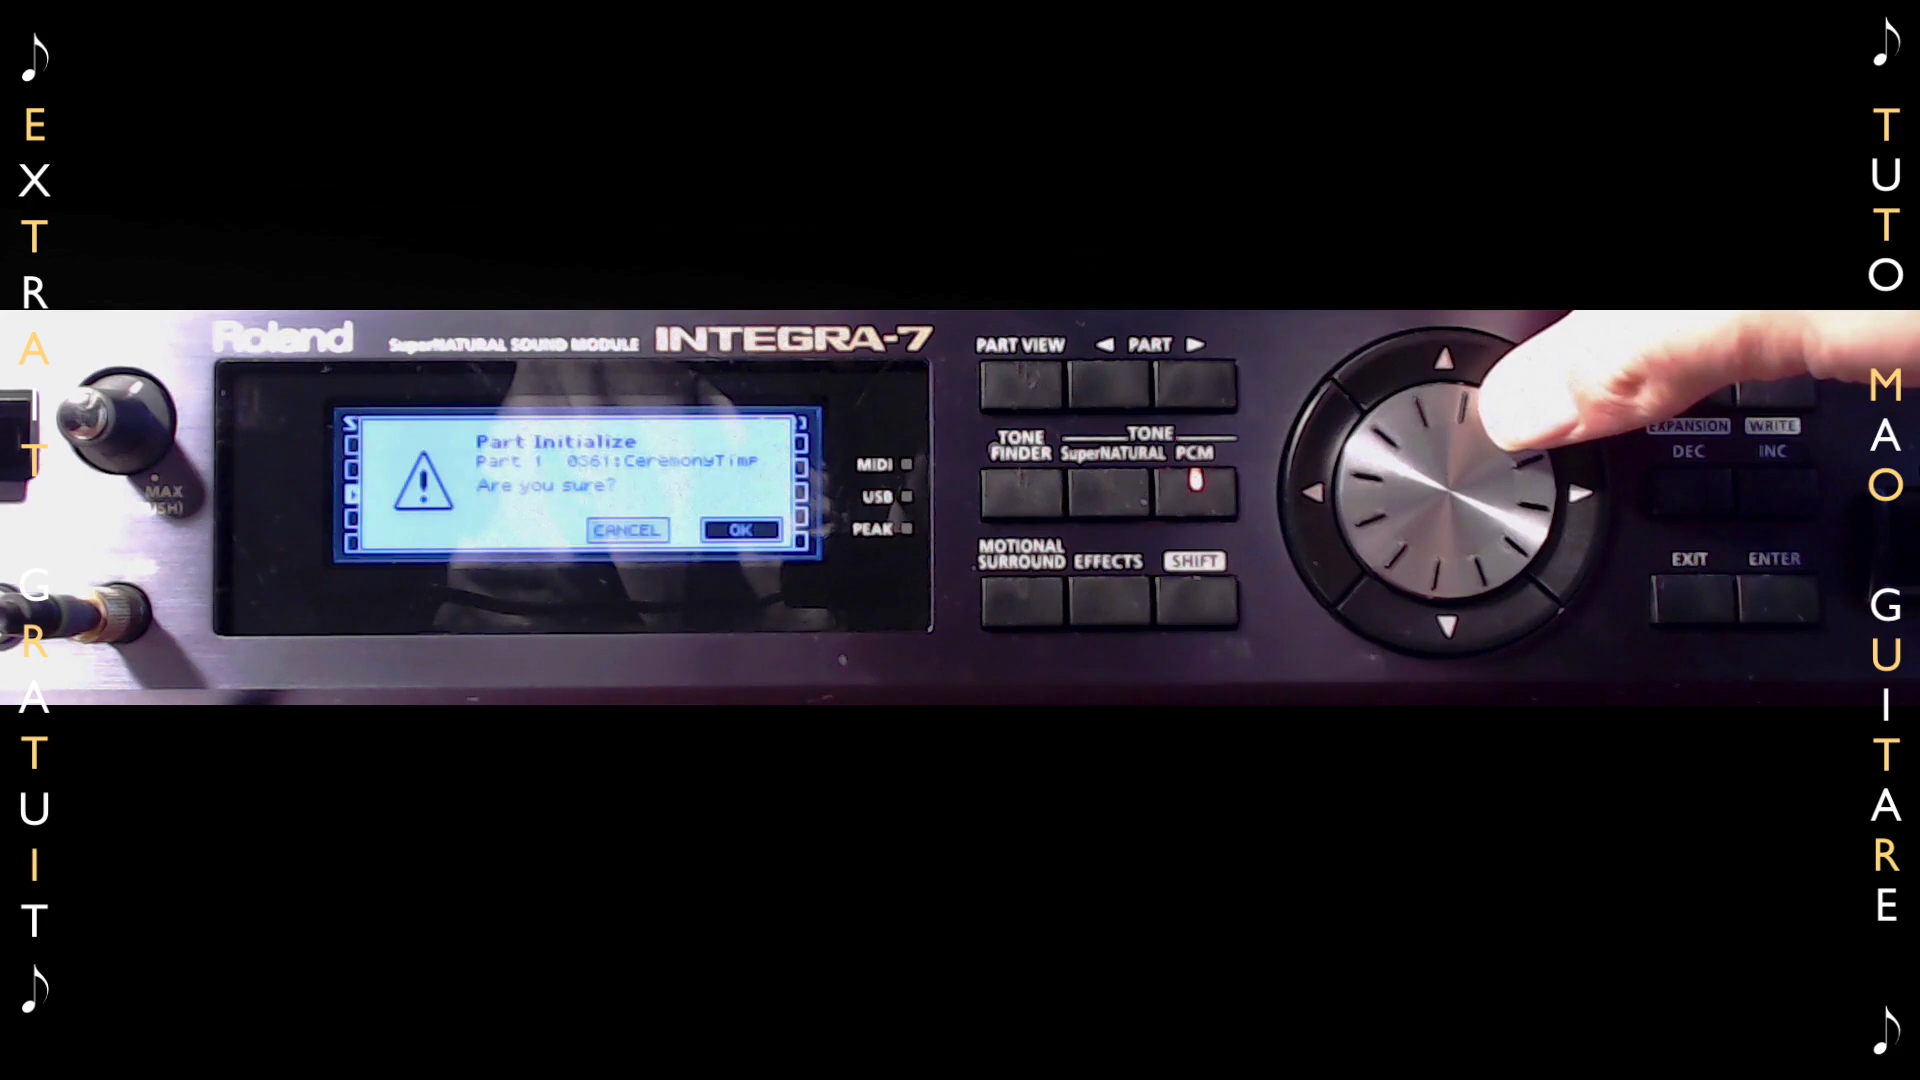 EXTRAIT GRATUIT
Roland
SuperNATURAL SOUND MODULE INTEGRA-7
Part Initialize
Part 1 0361:CeremonyTimp
Are you sure?
CANCEL OK
MIDI
USB
PEAK
MAX
PART VIEW PART
TONE FINDER
TONE
SuperNATURAL PCM
MOTIONAL SURROUND EFFECTS SHIFT
EXPANSION WRITE
DEC INC
EXIT ENTER
TUTO MAO GUITARE